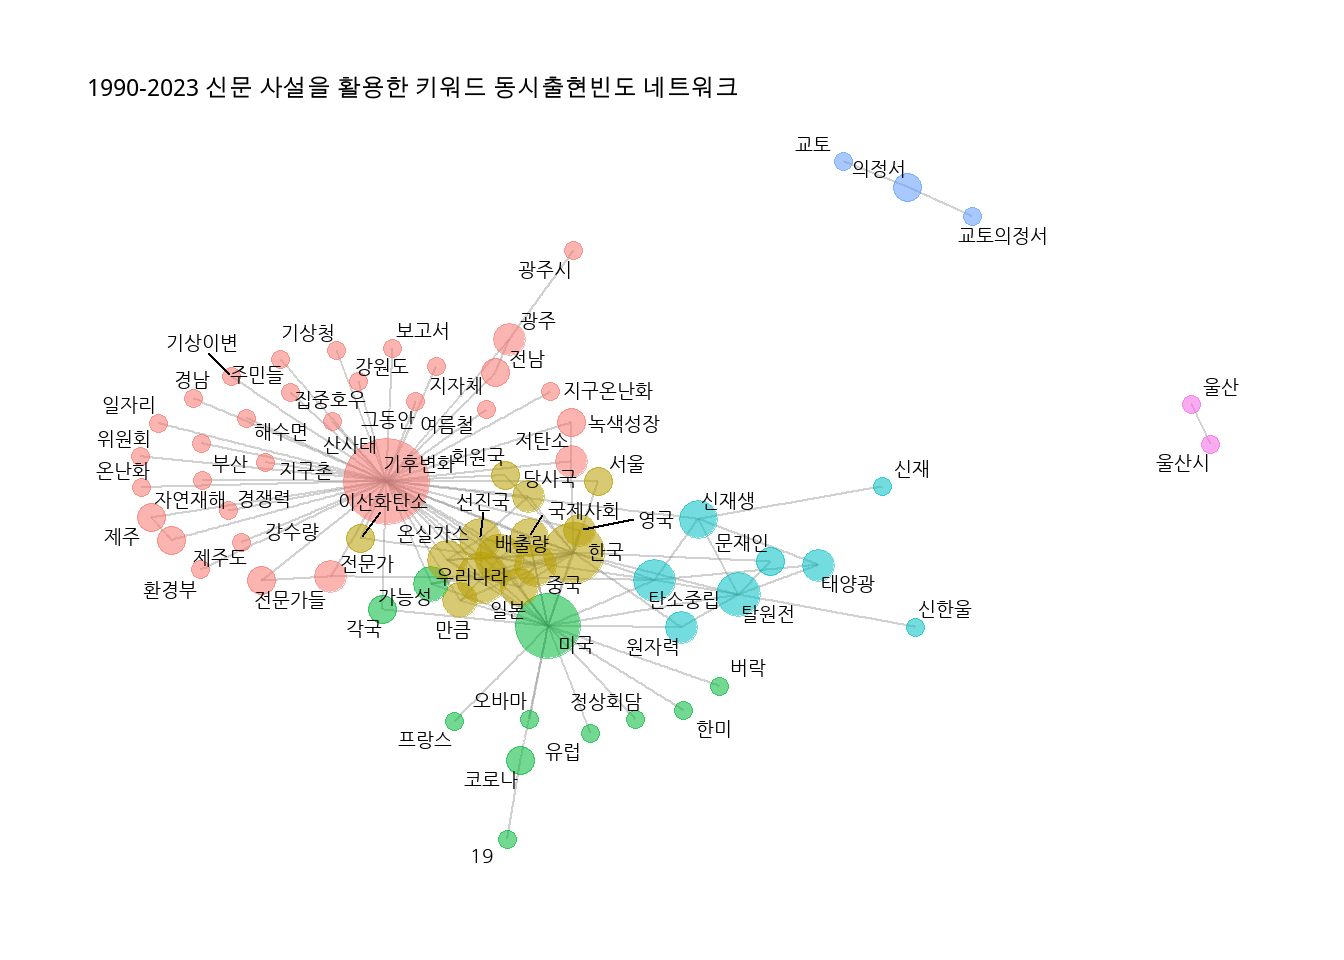 1990-2023 신문 사설을 활용한 키워드 동시출현빈도 네트워크
교토
의정서
교토의정서
광주시
광주
기상청
보고서
기상이변
전남
강원도
주민들
경남
지자체
지구온난화
울산
집중호우
일자리
그동안
여름철
녹색성장
해수면
위원회
산사태
저탄소
회원국
기후변화
부산
서울
울산시
온난화
지구촌
신재
당사국
자연재해
경쟁력
이산화탄소
선진국
신재생
국제사회
영국
강수량
온실가스
제주
배출량
문재인
한국
제주도
전문가
우리나라
중국
태양광
환경부
전문가들
가능성
탄소중립
일본
탈원전
신한울
각국
만큼
미국
원자력
버락
오바마
정상회담
한미
프랑스
유럽
코로나
19